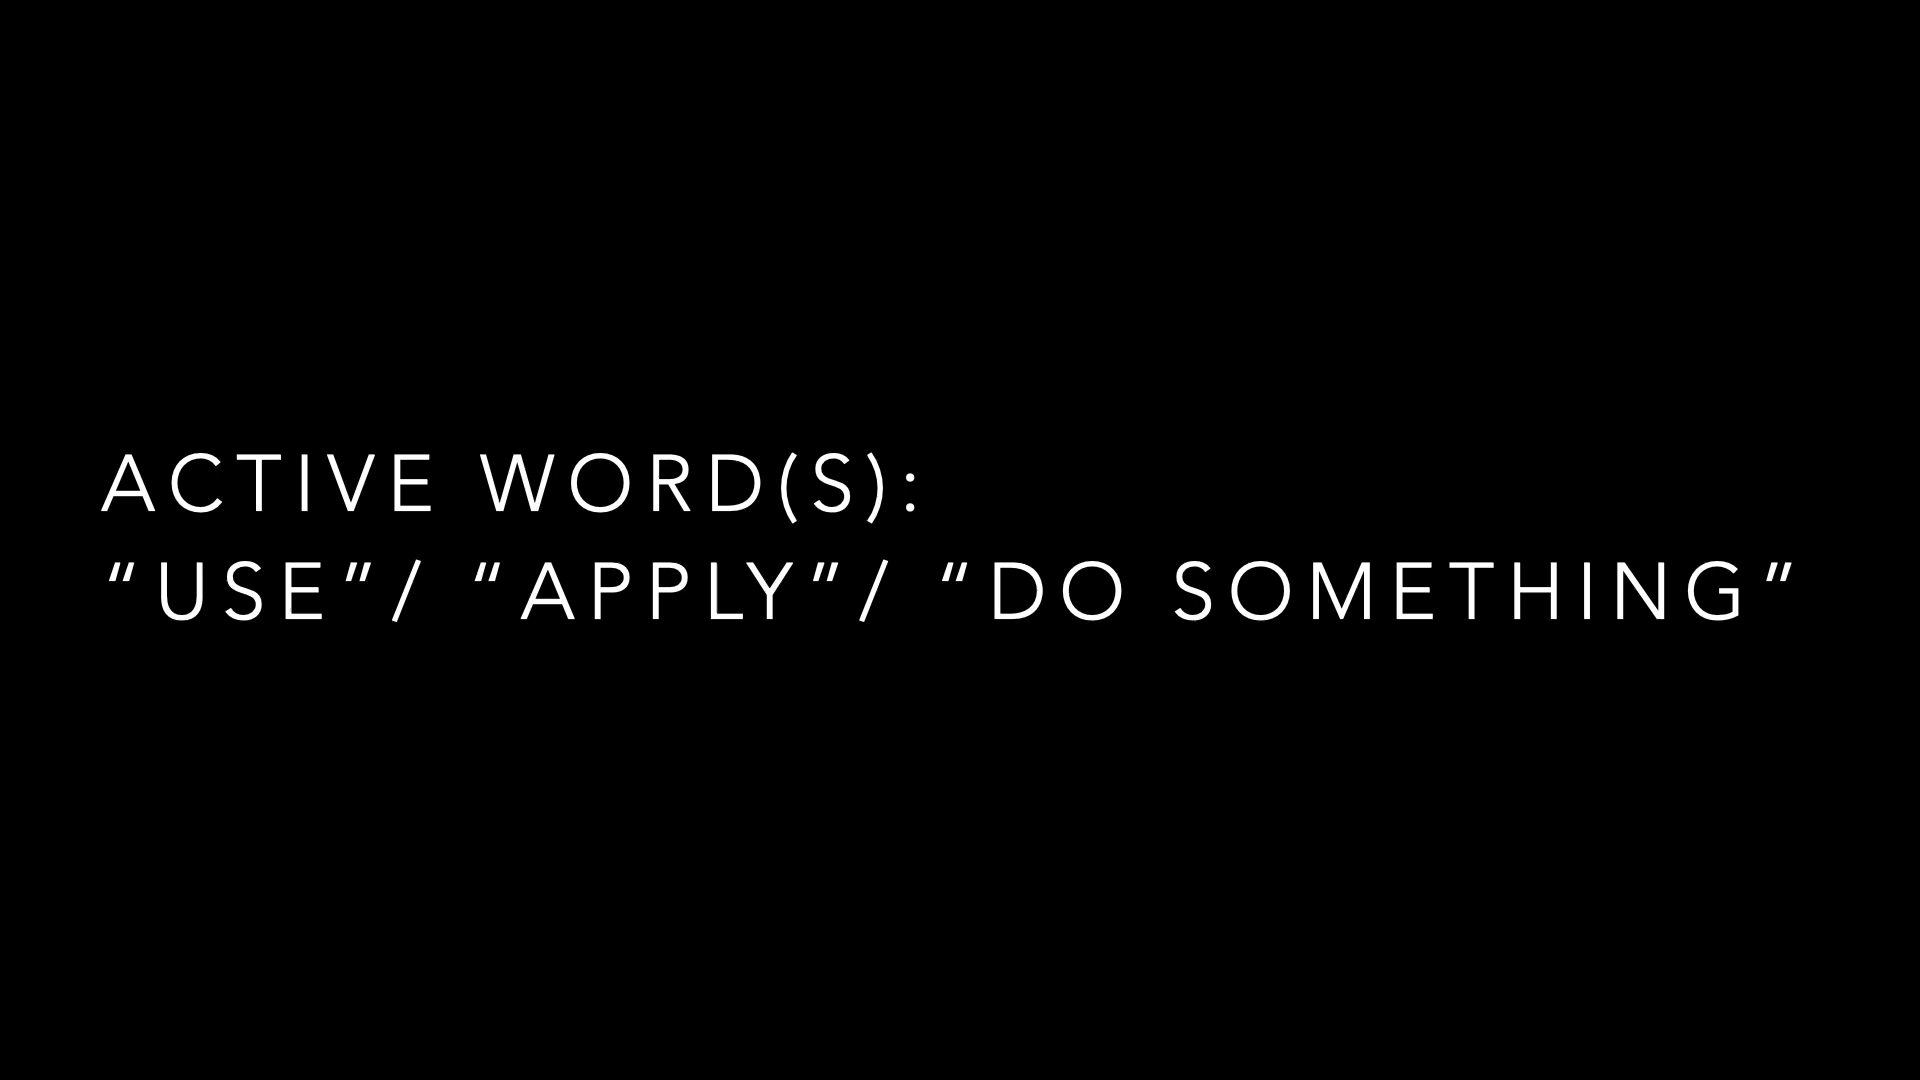 ACTIVE WORD(S):
“USE”/ “APPLY”/ “DO SOMETHING”